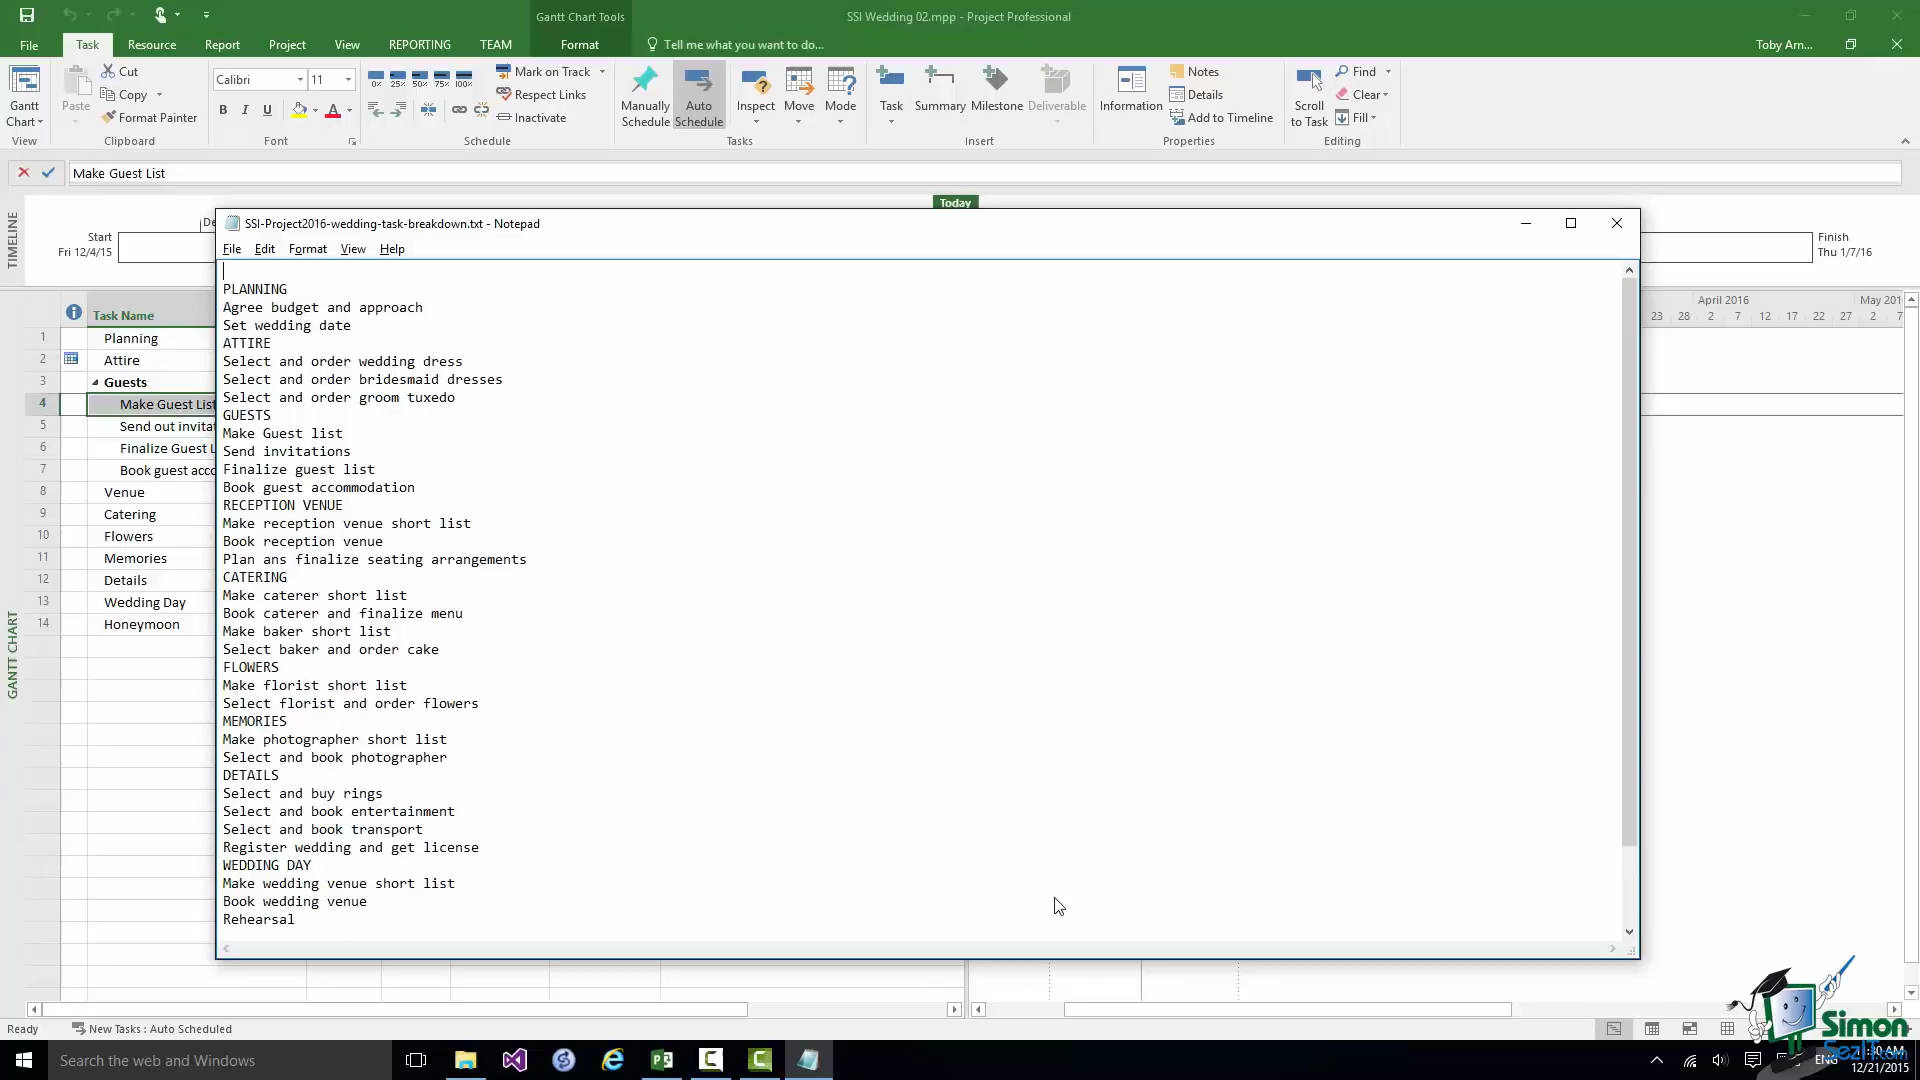 Gantt Chart Tools
SSI Wedding 02.mpp - Project Professional
File Task Resource Report Project View REPORTING TEAM Format Tell me what you want to do... Toby Arn...
Gantt Chart
View
Paste
Cut
Copy
Format Painter
Clipboard
Calibri 11
B I U A
Font
0% 25% 50% 75% 100%
Mark on Track
Respect Links
Inactivate
Schedule
Manually Schedule
Auto Schedule
Inspect
Move
Mode
Tasks
Task
Summary
Milestone
Deliverable
Insert
Information
Notes
Details
Add to Timeline
Properties
Scroll to Task
Find
Clear
Fill
Editing
Make Guest List
TIMELINE
Today
Start
Fri 12/4/15
De
Finish
Thu 1/7/16
SSI-Project2016-wedding-task-breakdown.txt - Notepad
File Edit Format View Help
PLANNING
Agree budget and approach
Set wedding date
ATTIRE
Select and order wedding dress
Select and order bridesmaid dresses
Select and order groom tuxedo
GUESTS
Make Guest list
Send invitations
Finalize guest list
Book guest accommodation
RECEPTION VENUE
Make reception venue short list
Book reception venue
Plan ans finalize seating arrangements
CATERING
Make caterer short list
Book caterer and finalize menu
Make baker short list
Select baker and order cake
FLOWERS
Make florist short list
Select florist and order flowers
MEMORIES
Make photographer short list
Select and book photographer
DETAILS
Select and buy rings
Select and book entertainment
Select and book transport
Register wedding and get license
WEDDING DAY
Make wedding venue short list
Book wedding venue
Rehearsal
GANTT CHART
Task Name
1 Planning
2 Attire
3 Guests
4 Make Guest List
5 Send out invitat
6 Finalize Guest L
7 Book guest acco
8 Venue
9 Catering
10 Flowers
11 Memories
12 Details
13 Wedding Day
14 Honeymoon
April 2016 May 201
23 28 2 7 12 17 22 27 2 7
Ready New Tasks : Auto Scheduled
Search the web and Windows
ENG
12/21/2015
Simon
SezIT.com